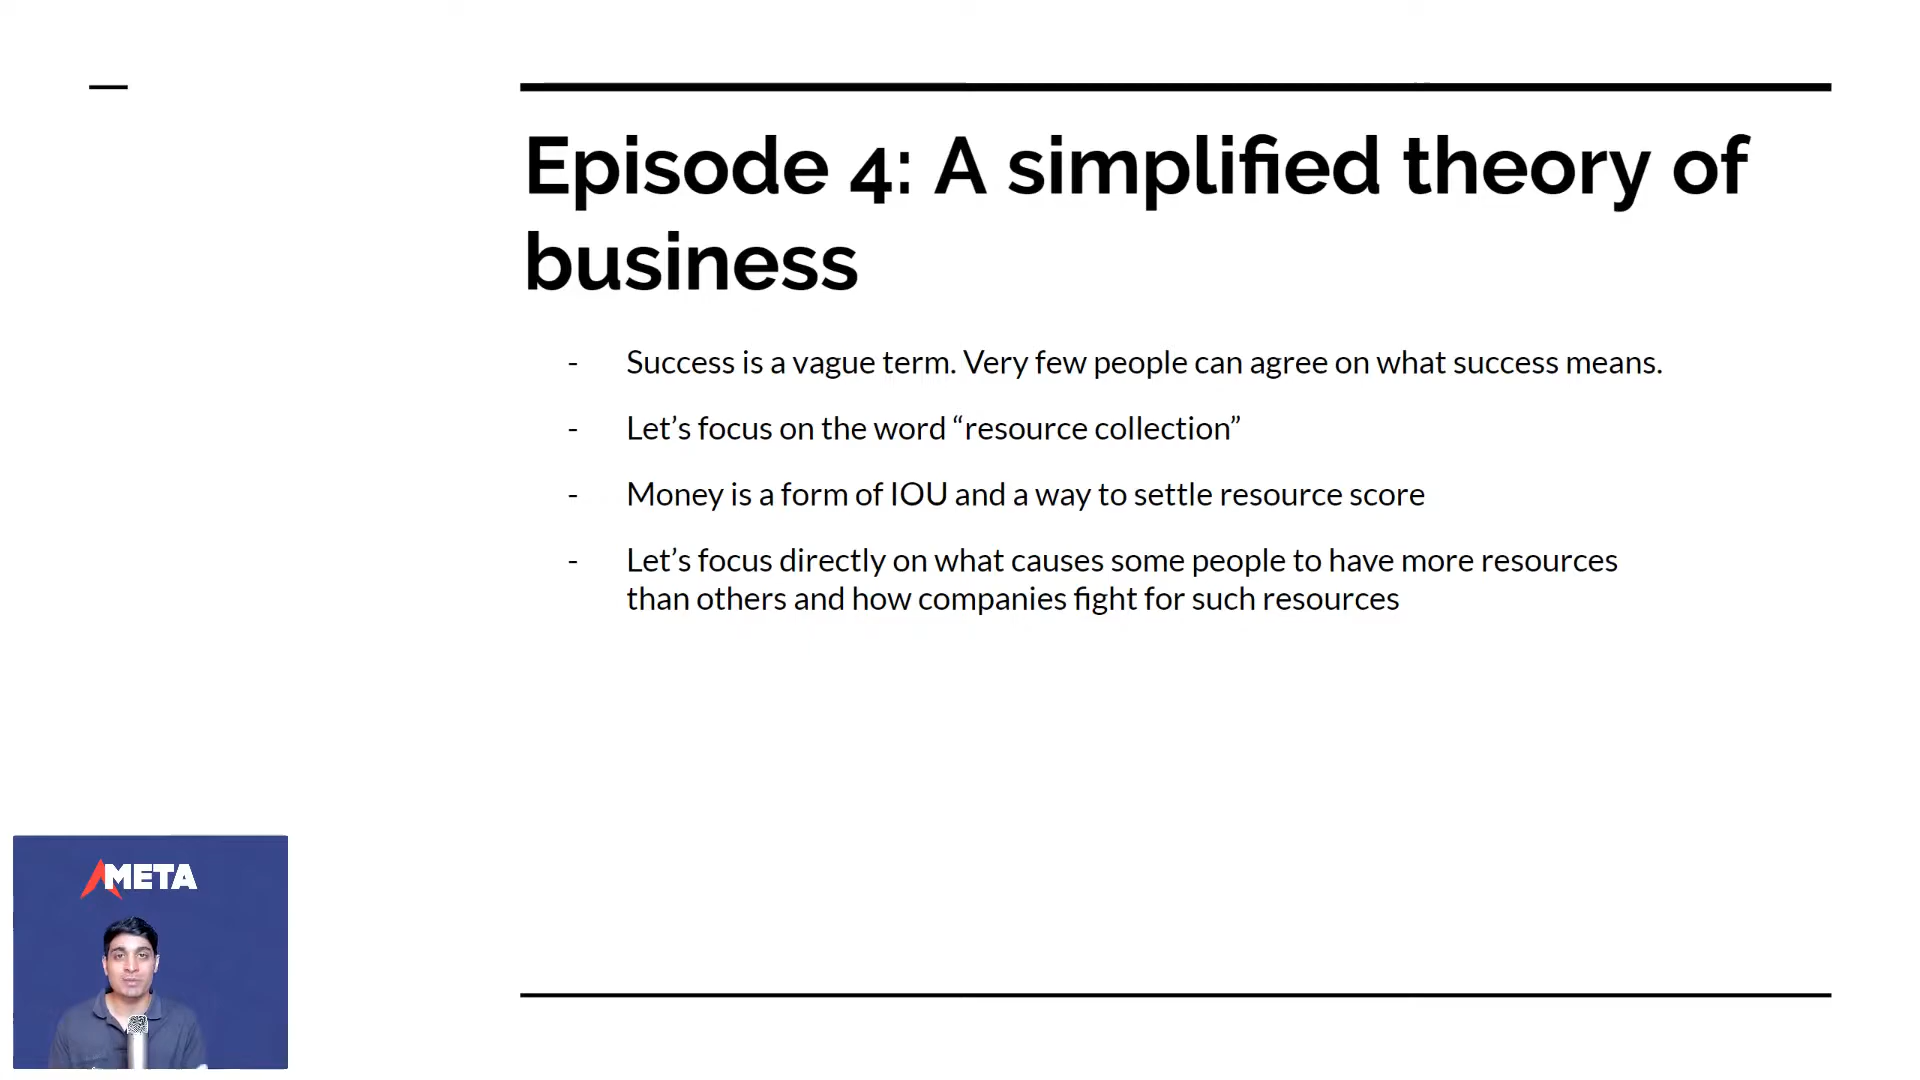 Episode 4: A simplified theory of
business
- Success is a vague term. Very few people can agree on what success means.
- Let’s focus on the word “resource collection”
- Money is a form of IOU and a way to settle resource score
- Let’s focus directly on what causes some people to have more resources
than others and how companies fight for such resources
META